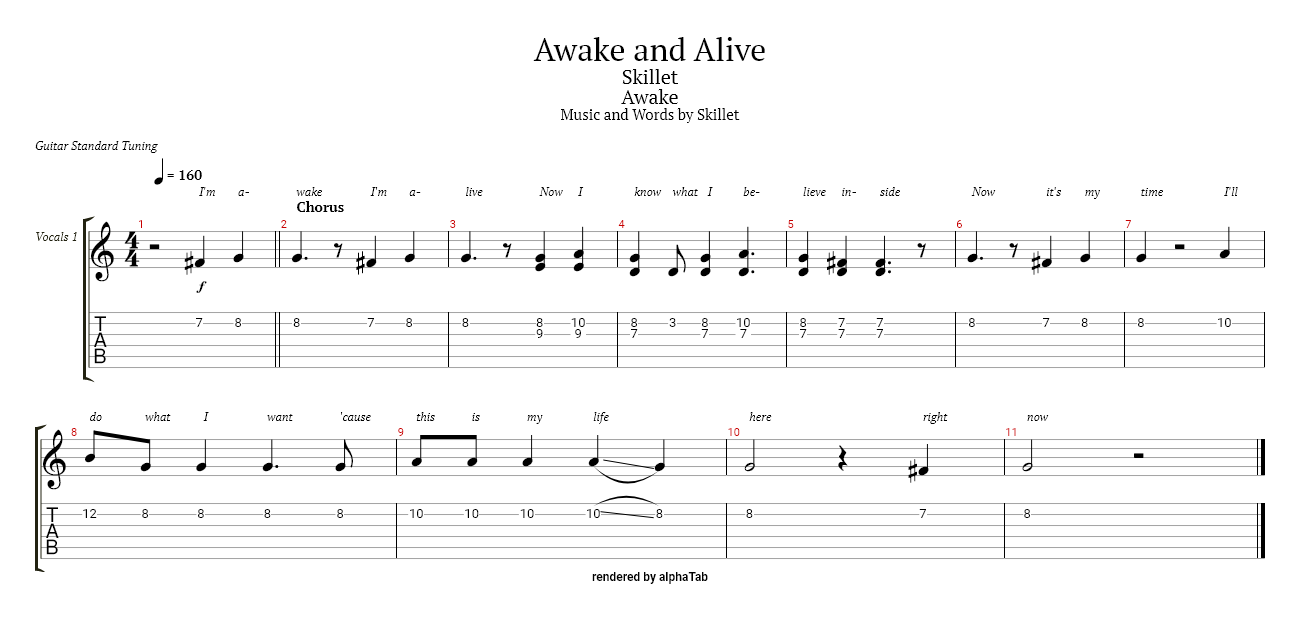 Awake and Alive
Skillet
Awake
Music and Words by Skillet
Guitar Standard Tuning
= 160
I'm a- wake I'm a- live Now I know what I be- lieve in- side Now it's my time I'll
Chorus
Vocals 1
1 2 3 4 5 6 7
4
4
f
T 7 8 8 7 8 8 8 10 8 3 8 10 8 7 7 8 7 8 8 10
A 9 9 7 7 7 7 7 7
B
do what I want 'cause this is my life here right now
8 9 10 11
T 12 8 8 8 8 10 10 10 10 8 8 7 8
A
B
rendered by alphaTab